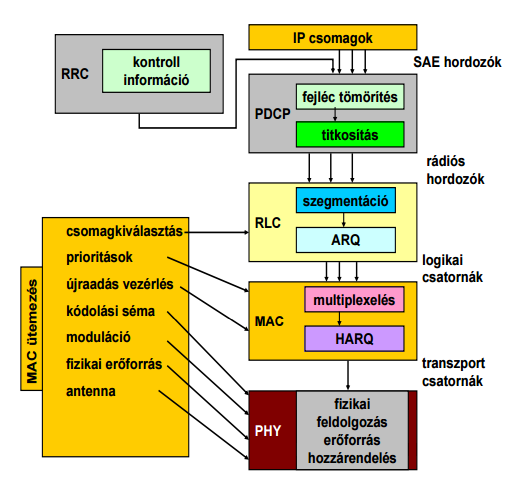 IP csomagok
SAE hordozók
RRC
kontroll
információ
PDCP
fejléc tömörítés
titkosítás
rádiós
hordozók
RLC
szegmentáció
ARQ
logikai
csatornák
MAC ütemezés
csomagkiválasztás
prioritások
újraadás vezérlés
kódolási séma
moduláció
fizikai erőforrás
antenna
MAC
multiplexelés
HARQ
transzport
csatornák
PHY
fizikai
feldolgozás
erőforrás
hozzárendelés